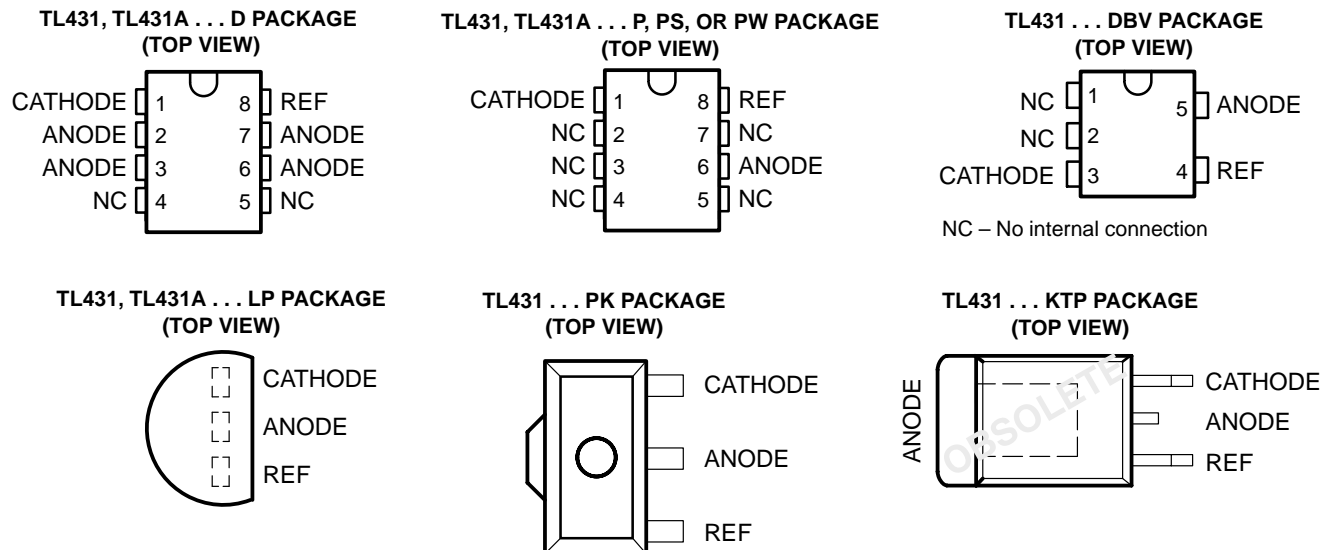 TL431, TL431A . . . D PACKAGE
(TOP VIEW)
CATHODE 1 8 REF
ANODE 2 7 ANODE
ANODE 3 6 ANODE
NC 4 5 NC
TL431, TL431A . . . P, PS, OR PW PACKAGE
(TOP VIEW)
CATHODE 1 8 REF
NC 2 7 NC
NC 3 6 ANODE
NC 4 5 NC
TL431 . . . DBV PACKAGE
(TOP VIEW)
NC 1 5 ANODE
NC 2
CATHODE 3 4 REF
NC – No internal connection
TL431, TL431A . . . LP PACKAGE
(TOP VIEW)
CATHODE
ANODE
REF
TL431 . . . PK PACKAGE
(TOP VIEW)
CATHODE
ANODE
REF
TL431 . . . KTP PACKAGE
(TOP VIEW)
ANODE
OBSOLETE
CATHODE
ANODE
REF